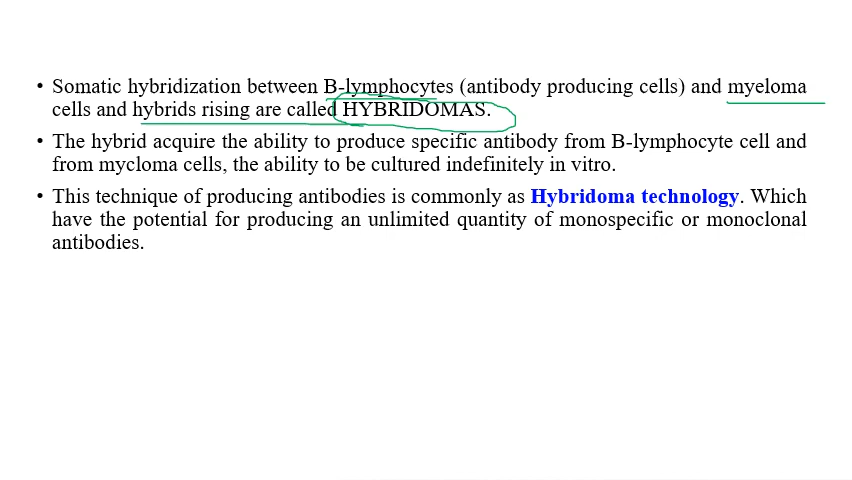 • Somatic hybridization between B-lymphocytes (antibody producing cells) and myeloma
cells and hybrids rising are called HYBRIDOMAS.
• The hybrid acquire the ability to produce specific antibody from B-lymphocyte cell and
from mycloma cells, the ability to be cultured indefinitely in vitro.
• This technique of producing antibodies is commonly as Hybridoma technology. Which
have the potential for producing an unlimited quantity of monospecific or monoclonal
antibodies.